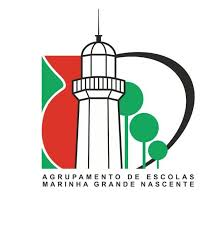 AGRUPAMENTO DE ESCOLAS
MARINHA GRANDE NASCENTE